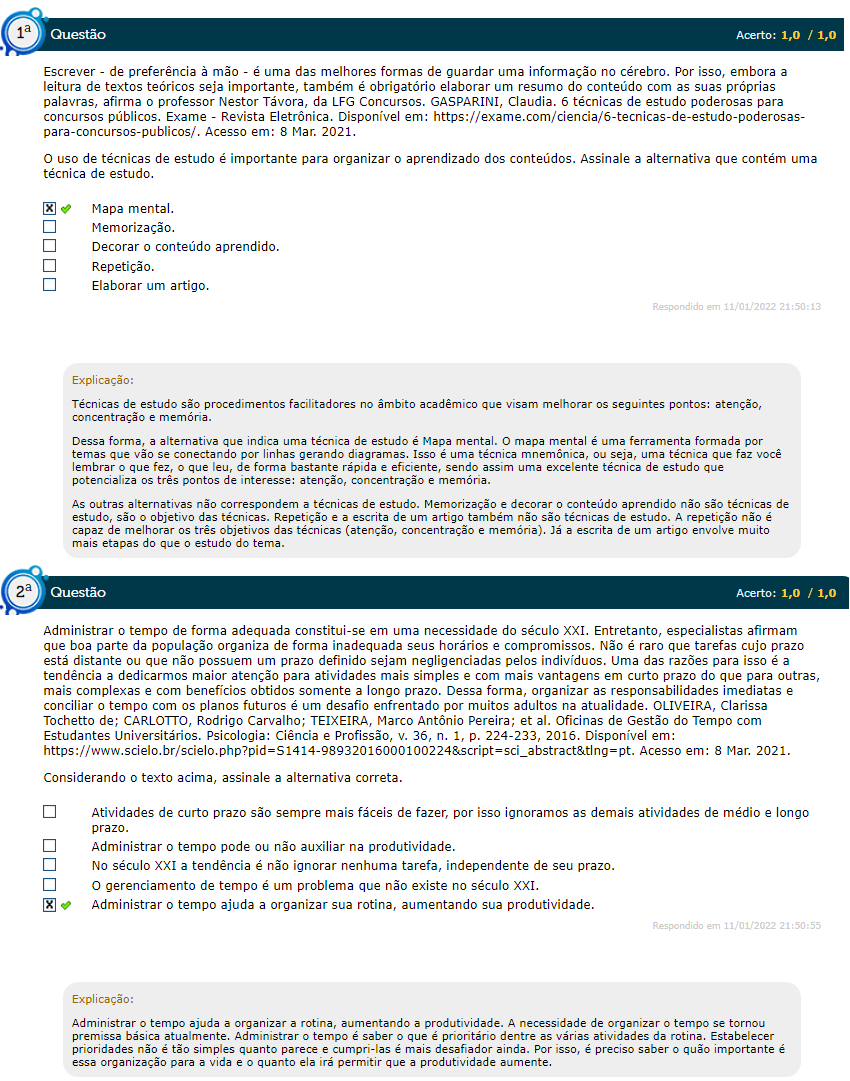 1ª
Questão
Acerto: 1,0 / 1,0
Escrever - de preferência à mão - é uma das melhores formas de guardar uma informação no cérebro. Por isso, embora a
leitura de textos teóricos seja importante, também é obrigatório elaborar um resumo do conteúdo com as suas próprias
palavras, afirma o professor Nestor Távora, da LFG Concursos. GASPARINI, Claudia. 6 técnicas de estudo poderosas para
concursos públicos. Exame - Revista Eletrônica. Disponível em: https://exame.com/ciencia/6-tecnicas-de-estudo-poderosas-
para-concursos-publicos/. Acesso em: 8 Mar. 2021.
O uso de técnicas de estudo é importante para organizar o aprendizado dos conteúdos. Assinale a alternativa que contém uma
técnica de estudo.
Mapa mental.
Memorização.
Decorar o conteúdo aprendido.
Repetição.
Elaborar um artigo.
Respondido em 11/01/2022 21:50:13
Explicação:
Técnicas de estudo são procedimentos facilitadores no âmbito acadêmico que visam melhorar os seguintes pontos: atenção,
concentração e memória.
Dessa forma, a alternativa que indica uma técnica de estudo é Mapa mental. O mapa mental é uma ferramenta formada por
temas que vão se conectando por linhas gerando diagramas. Isso é uma técnica mnemônica, ou seja, uma técnica que faz você
lembrar o que fez, o que leu, de forma bastante rápida e eficiente, sendo assim uma excelente técnica de estudo que
potencializa os três pontos de interesse: atenção, concentração e memória.
As outras alternativas não correspondem a técnicas de estudo. Memorização e decorar o conteúdo aprendido não são técnicas de
estudo, são o objetivo das técnicas. Repetição e a escrita de um artigo também não são técnicas de estudo. A repetição não é
capaz de melhorar os três objetivos das técnicas (atenção, concentração e memória). Já a escrita de um artigo envolve muito
mais etapas do que o estudo do tema.
2ª
Questão
Acerto: 1,0 / 1,0
Administrar o tempo de forma adequada constitui-se em uma necessidade do século XXI. Entretanto, especialistas afirmam
que boa parte da população organiza de forma inadequada seus horários e compromissos. Não é raro que tarefas cujo prazo
está distante ou que não possuem um prazo definido sejam negligenciadas pelos indivíduos. Uma das razões para isso é a
tendência a dedicarmos maior atenção para atividades mais simples e com mais vantagens em curto prazo do que para outras,
mais complexas e com benefícios obtidos somente a longo prazo. Dessa forma, organizar as responsabilidades imediatas e
conciliar o tempo com os planos futuros é um desafio enfrentado por muitos adultos na atualidade. OLIVEIRA, Clarissa
Tochetto de; CARLOTTO, Rodrigo Carvalho; TEIXEIRA, Marco Antônio Pereira; et al. Oficinas de Gestão do Tempo com
Estudantes Universitários. Psicologia: Ciência e Profissão, v. 36, n. 1, p. 224-233, 2016. Disponível em:
https://www.scielo.br/scielo.php?pid=S1414-98932016000100224&script=sci_abstract&tlng=pt. Acesso em: 8 Mar. 2021.
Considerando o texto acima, assinale a alternativa correta.
Atividades de curto prazo são sempre mais fáceis de fazer, por isso ignoramos as demais atividades de médio e longo
prazo.
Administrar o tempo pode ou não auxiliar na produtividade.
No século XXI a tendência é não ignorar nenhuma tarefa, independente de seu prazo.
O gerenciamento de tempo é um problema que não existe no século XXI.
Administrar o tempo ajuda a organizar sua rotina, aumentando sua produtividade.
Respondido em 11/01/2022 21:50:55
Explicação:
Administrar o tempo ajuda a organizar a rotina, aumentando a produtividade. A necessidade de organizar o tempo se tornou
premissa básica atualmente. Administrar o tempo é saber o que é prioritário dentre as várias atividades da rotina. Estabelecer
prioridades não é tão simples quanto parece e cumpri-las é mais desafiador ainda. Por isso, é preciso saber o quão importante é
essa organização para a vida e o quanto ela irá permitir que a produtividade aumente.